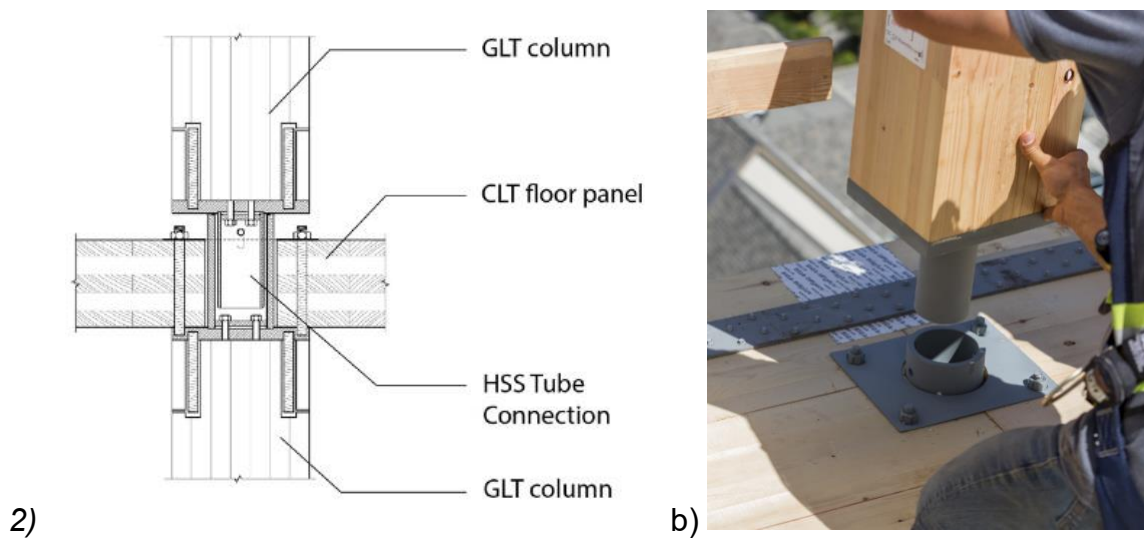 GLT column
CLT floor panel
HSS Tube
Connection
GLT column
2)
b)